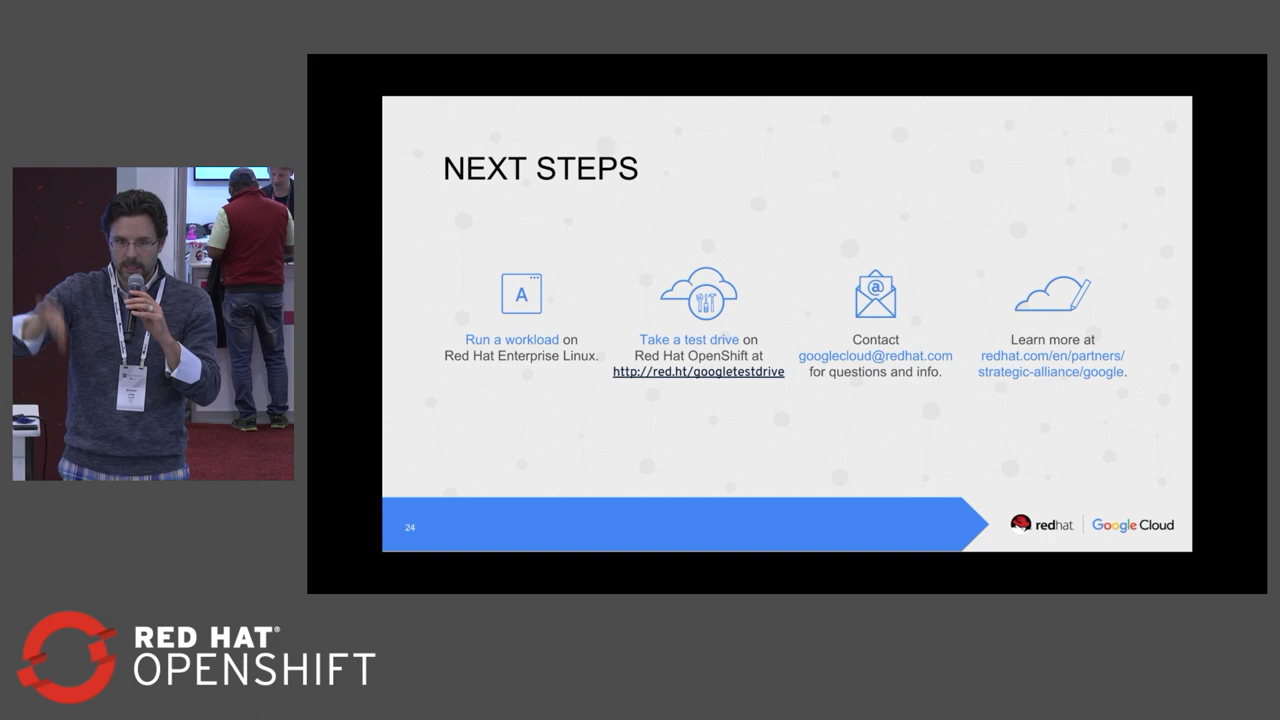 NEXT STEPS
A
Run a workload on
Red Hat Enterprise Linux.
Take a test drive on
Red Hat OpenShift at
http://red.ht/googletestdrive
@
Contact
googlecloud@redhat.com
for questions and info.
Learn more at
redhat.com/en/partners/
strategic-alliance/google.
24
redhat
Google Cloud
RED HAT®
OPENSHIFT